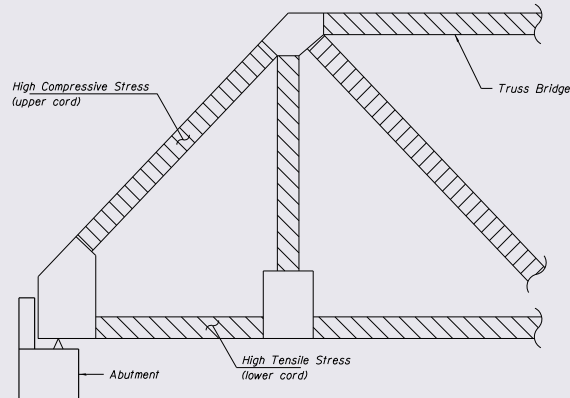 High Compressive Stress
(upper cord)
Truss Bridge
High Tensile Stress
(lower cord)
Abutment